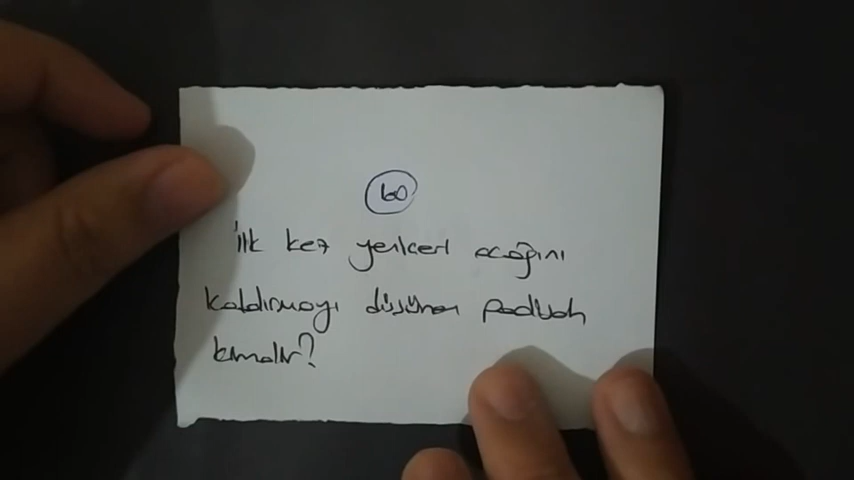 60
İlk kez yeniçeri ocağını
kaldırmayı düşünen padişah
kimdir?